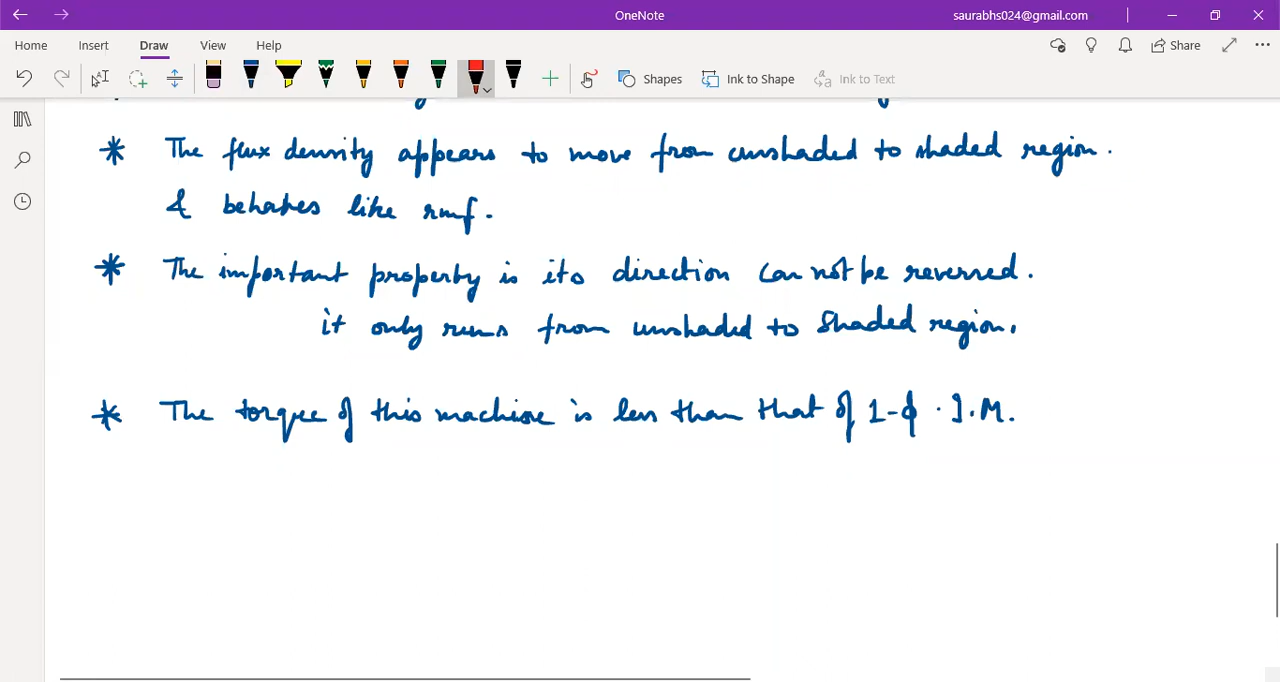 OneNote
saurabhs024@gmail.com
Home Insert Draw View Help
Share
Shapes Ink to Shape Ink to Text
* The flux density appears to move from unshaded to shaded region.
& behaves like rmf.
* The important property is its direction can not be reversed.
it only runs from unshaded to shaded region.
* The torque of this machine is less than that of 1-ϕ . I.M.